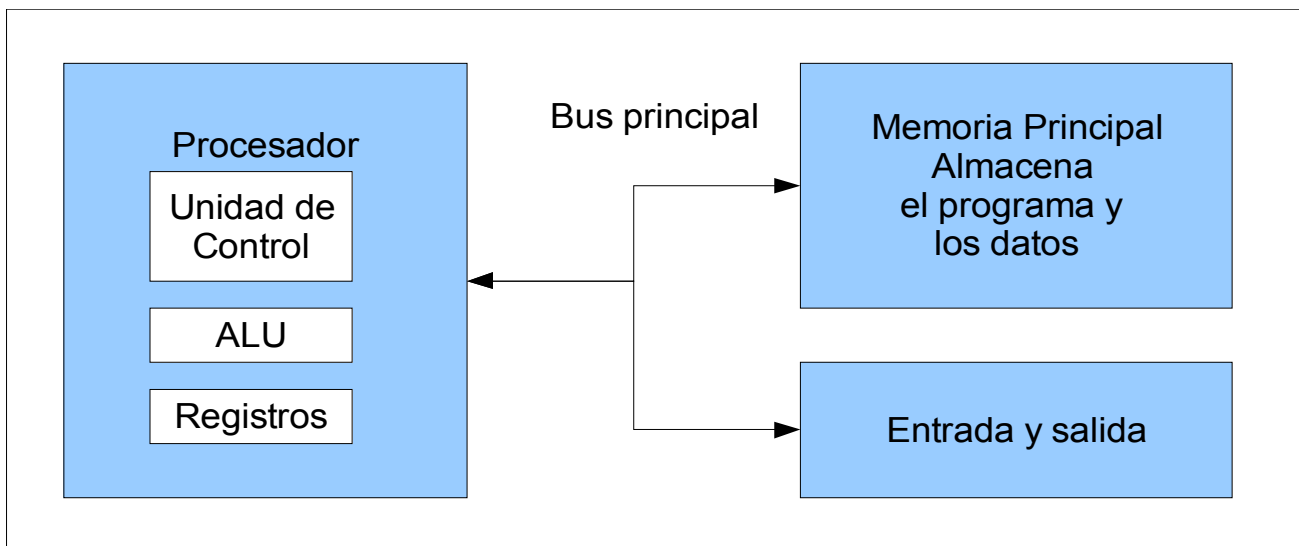 Procesador
Unidad de
Control
ALU
Registros
Bus principal
Memoria Principal
Almacena
el programa y
los datos
Entrada y salida